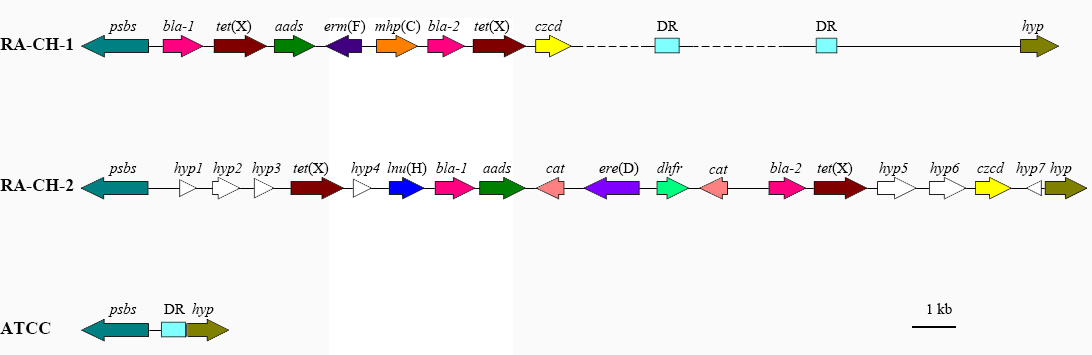 psbs bla-1 tet(X) aads erm(F) mhp(C) bla-2 tet(X) czcd DR DR hyp
RA-CH-1
psbs hyp1 hyp2 hyp3 tet(X) hyp4 lnu(H) bla-1 aads cat ere(D) dhfr cat bla-2 tet(X) hyp5 hyp6 czcd hyp7 hyp
RA-CH-2
psbs DR hyp 1 kb
ATCC